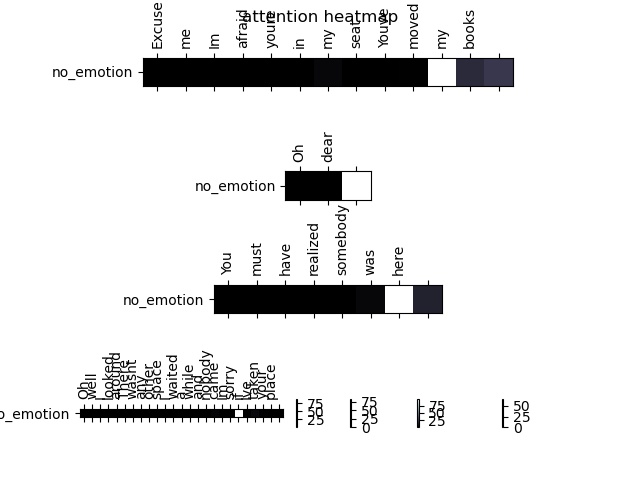 attention heatmap
Excuse me Im afraid youre in my seat Youve moved my books
no_emotion
Oh dear
no_emotion
You must have realized somebody was here
no_emotion
Oh well I looked around There wasnt any other space I waited a while and nobody came Im sorry if Ive taken your place
o_emotion
75
50
25
75
50
25
0
75
50
25
50
25
0